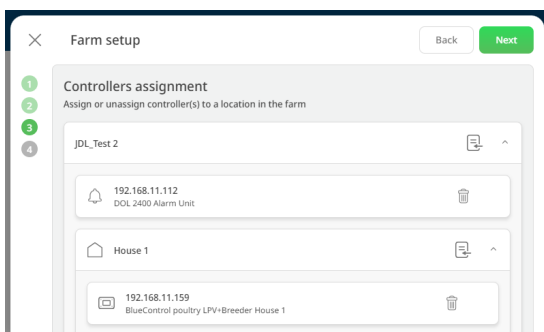 Farm setup
Back
Next
1
2
3
4
Controllers assignment
Assign or unassign controller(s) to a location in the farm
JDL_Test 2
192.168.11.112
DOL 2400 Alarm Unit
House 1
192.168.11.159
BlueControl poultry LPV+Breeder House 1